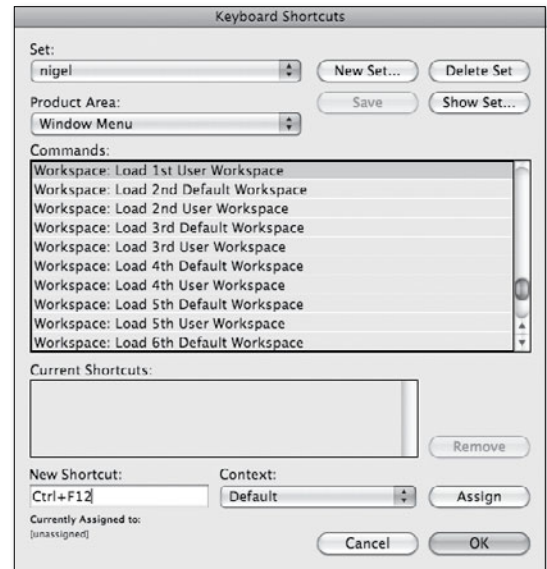 Keyboard Shortcuts
Set:
nigel
New Set...
Delete Set
Product Area:
Save
Show Set...
Window Menu
Commands:
Workspace: Load 1st User Workspace
Workspace: Load 2nd Default Workspace
Workspace: Load 2nd User Workspace
Workspace: Load 3rd Default Workspace
Workspace: Load 3rd User Workspace
Workspace: Load 4th Default Workspace
Workspace: Load 4th User Workspace
Workspace: Load 5th Default Workspace
Workspace: Load 5th User Workspace
Workspace: Load 6th Default Workspace
Current Shortcuts:
Remove
New Shortcut:
Context:
Ctrl+F12
Default
Assign
Currently Assigned to:
[unassigned]
Cancel
OK